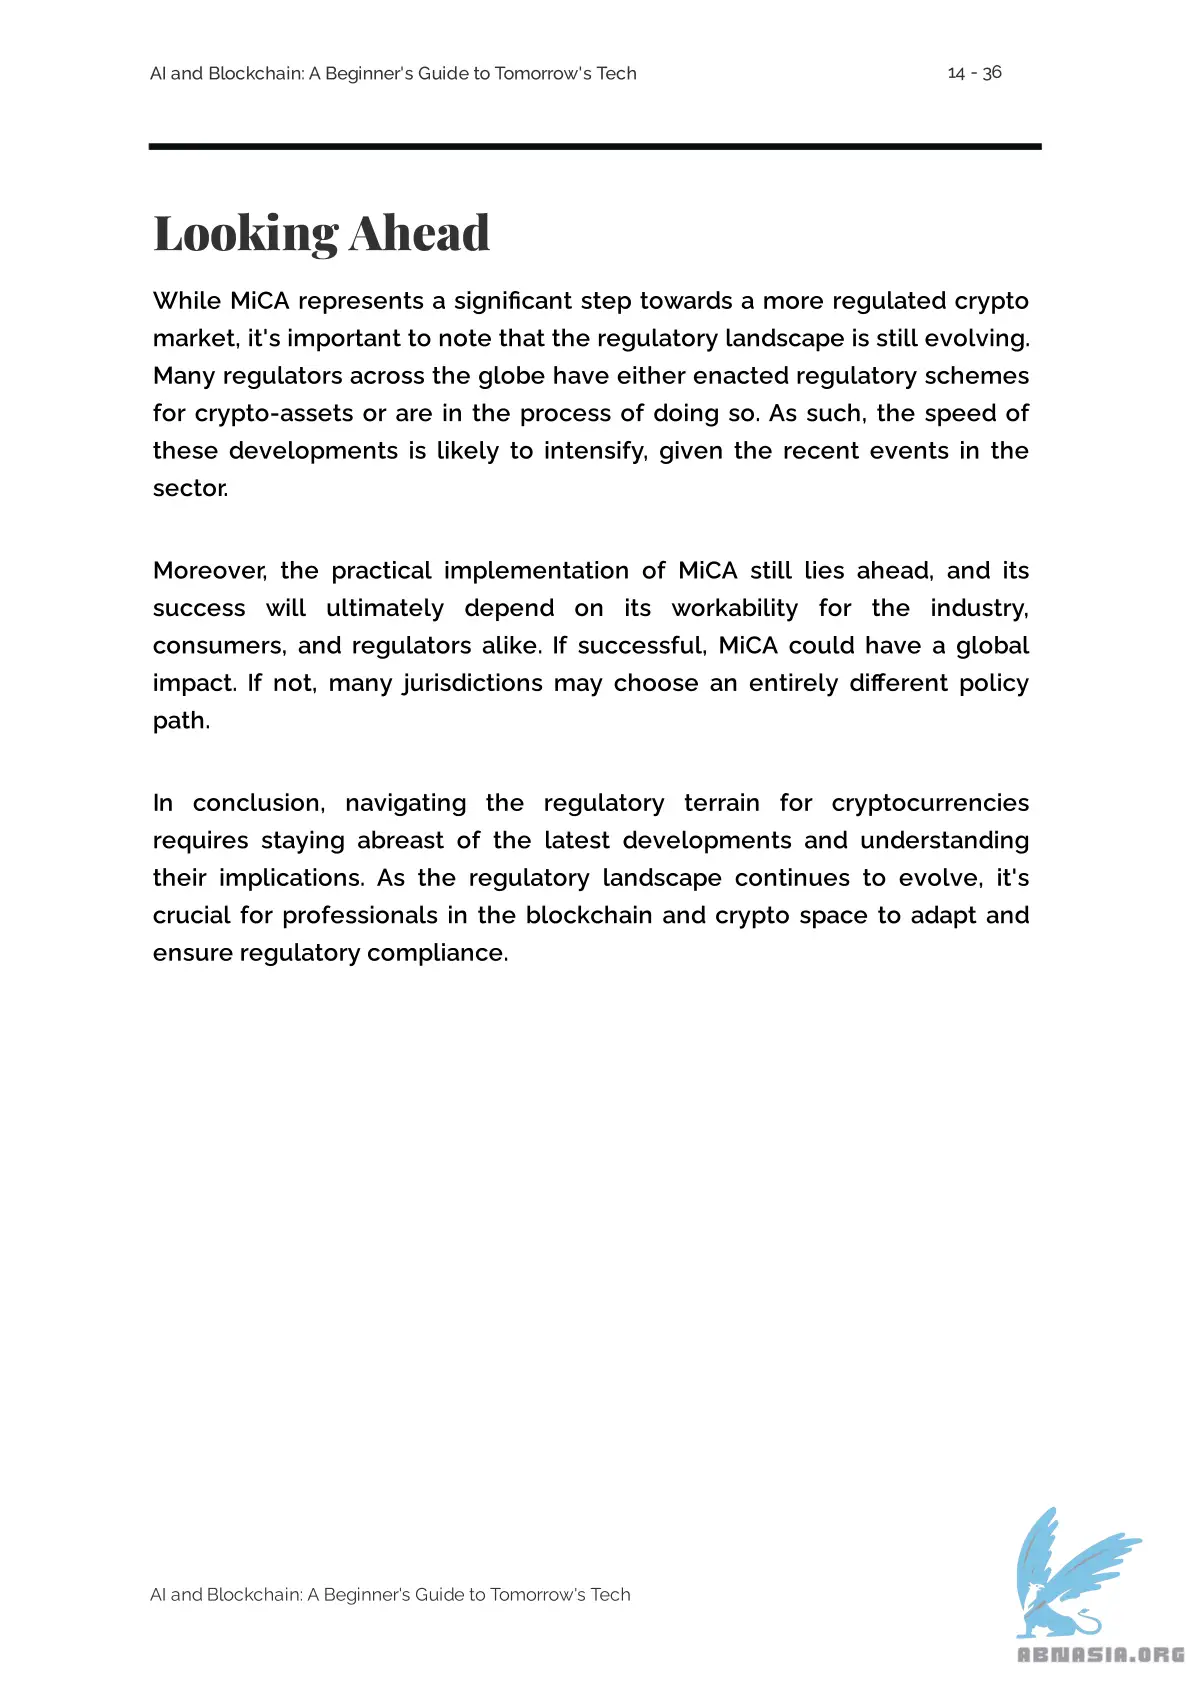 AI and Blockchain: A Beginner's Guide to Tomorrow's Tech
14 - 36
Looking Ahead
While MiCA represents a significant step towards a more regulated crypto
market, it's important to note that the regulatory landscape is still evolving.
Many regulators across the globe have either enacted regulatory schemes
for crypto-assets or are in the process of doing so. As such, the speed of
these developments is likely to intensify, given the recent events in the
sector.
Moreover, the practical implementation of MiCA still lies ahead, and its
success will ultimately depend on its workability for the industry,
consumers, and regulators alike. If successful, MiCA could have a global
impact. If not, many jurisdictions may choose an entirely different policy
path.
In conclusion, navigating the regulatory terrain for cryptocurrencies
requires staying abreast of the latest developments and understanding
their implications. As the regulatory landscape continues to evolve, it's
crucial for professionals in the blockchain and crypto space to adapt and
ensure regulatory compliance.
AI and Blockchain: A Beginner's Guide to Tomorrow's Tech
ABNASIA.ORG